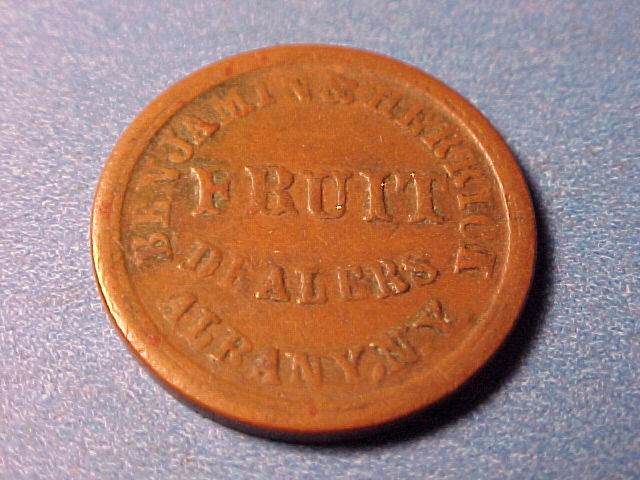 BENJAMIN & HERRICK
FRUIT
DEALERS
ALBANY, N.Y.